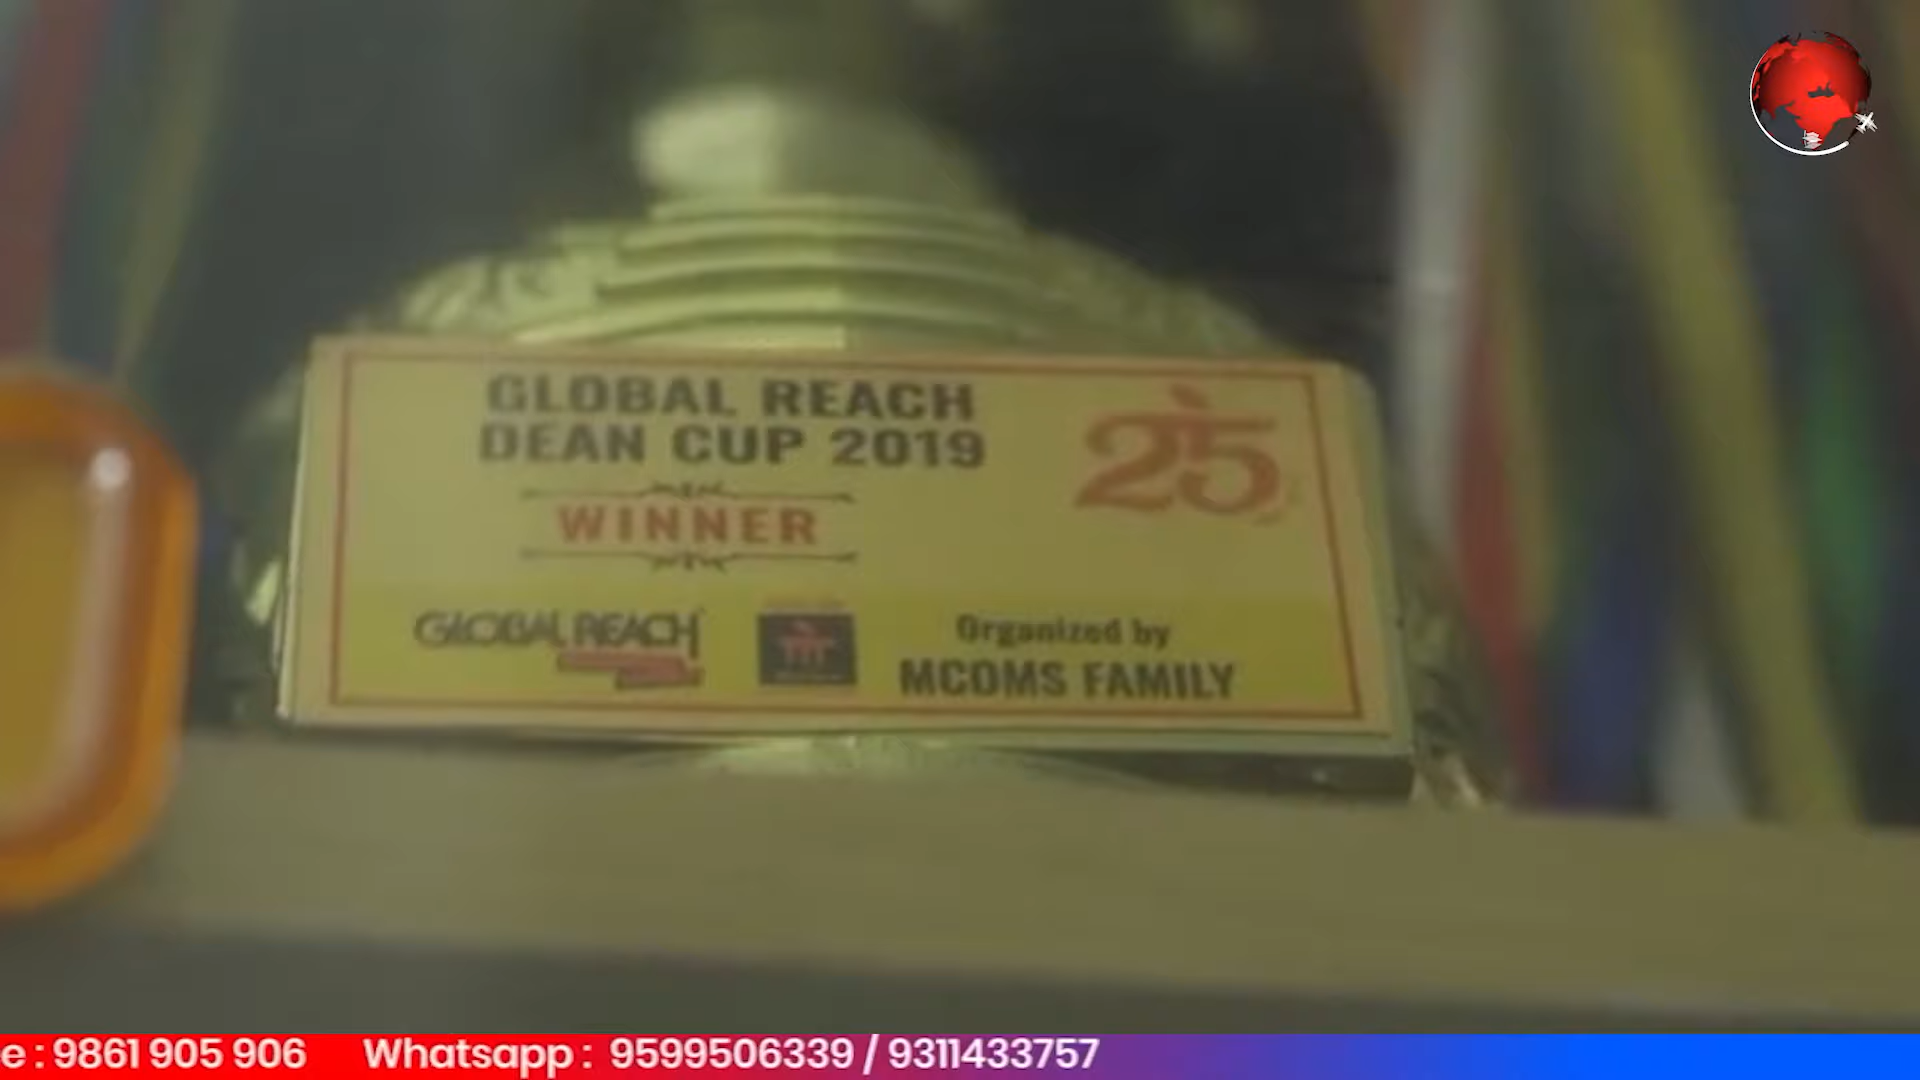 GLOBAL REACH
DEAN CUP 2019
25
WINNER
GLOBAL REACH
Organized by
MCOMS FAMILY
e : 9861 905 906 Whatsapp : 9599506339 / 9311433757